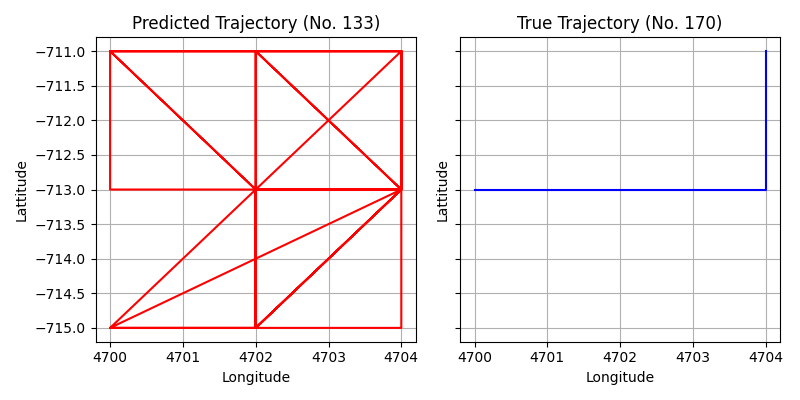 Predicted Trajectory (No. 133)
Lattitude
−711.0
−711.5
−712.0
−712.5
−713.0
−713.5
−714.0
−714.5
−715.0
4700 4701 4702 4703 4704
Longitude
True Trajectory (No. 170)
Lattitude
4700 4701 4702 4703 4704
Longitude